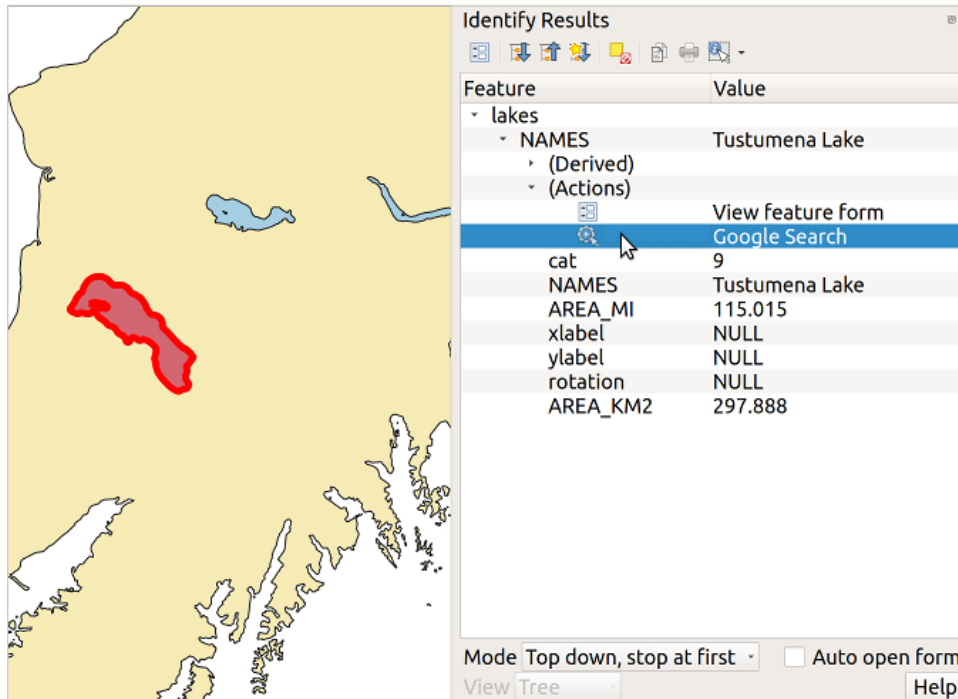 Identify Results
Feature Value
lakes
NAMES Tustumena Lake
(Derived)
(Actions)
View feature form
Google Search
cat 9
NAMES Tustumena Lake
AREA_MI 115.015
xlabel NULL
ylabel NULL
rotation NULL
AREA_KM2 297.888
Mode Top down, stop at first Auto open form
View Tree Help